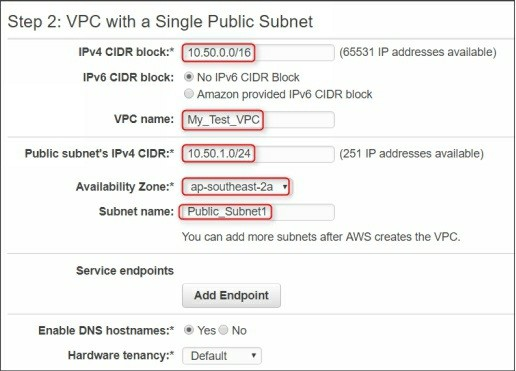 Step 2: VPC with a Single Public Subnet
IPv4 CIDR block:* 10.50.0.0/16 (65531 IP addresses available)
IPv6 CIDR block: No IPv6 CIDR Block
Amazon provided IPv6 CIDR block
VPC name: My_Test_VPC
Public subnet's IPv4 CIDR:* 10.50.1.0/24 (251 IP addresses available)
Availability Zone:* ap-southeast-2a
Subnet name: Public_Subnet1
You can add more subnets after AWS creates the VPC.
Service endpoints
Add Endpoint
Enable DNS hostnames:* Yes No
Hardware tenancy:* Default